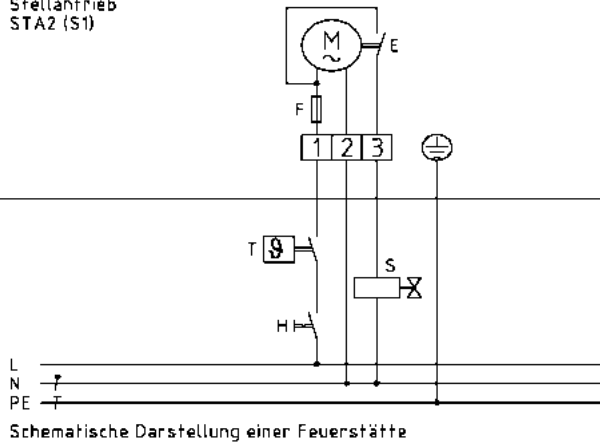 Stellantrieb
STA2 (S1)
M
~
E
F
1 2 3
T ϑ
S
H
L
N
PE
Schematische Darstellung einer Feuerstätte